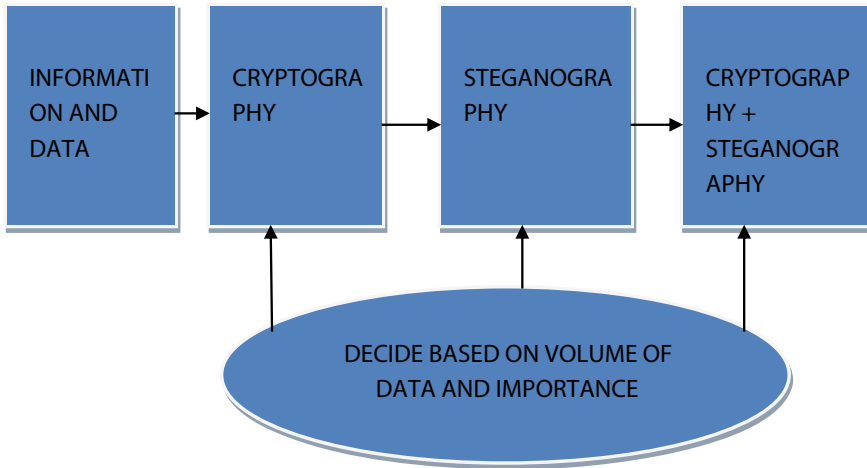 INFORMATI
ON AND
DATA
CRYPTOGRA
PHY
STEGANOGRA
PHY
CRYPTOGRAP
HY +
STEGANOGR
APHY
DECIDE BASED ON VOLUME OF
DATA AND IMPORTANCE